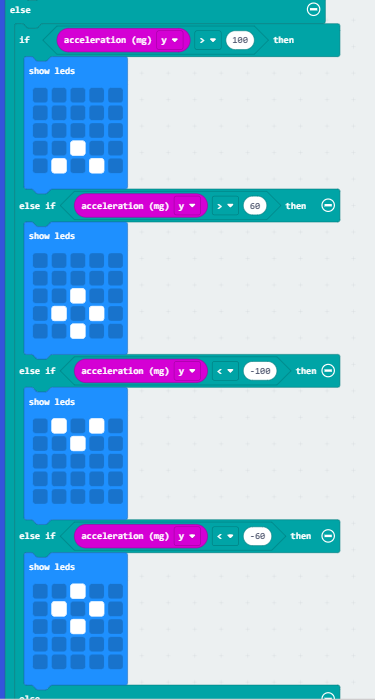 else
if acceleration (mg) y > 100 then
show leds
else if acceleration (mg) y > 60 then
show leds
else if acceleration (mg) y < -100 then
show leds
else if acceleration (mg) y < -60 then
show leds
else